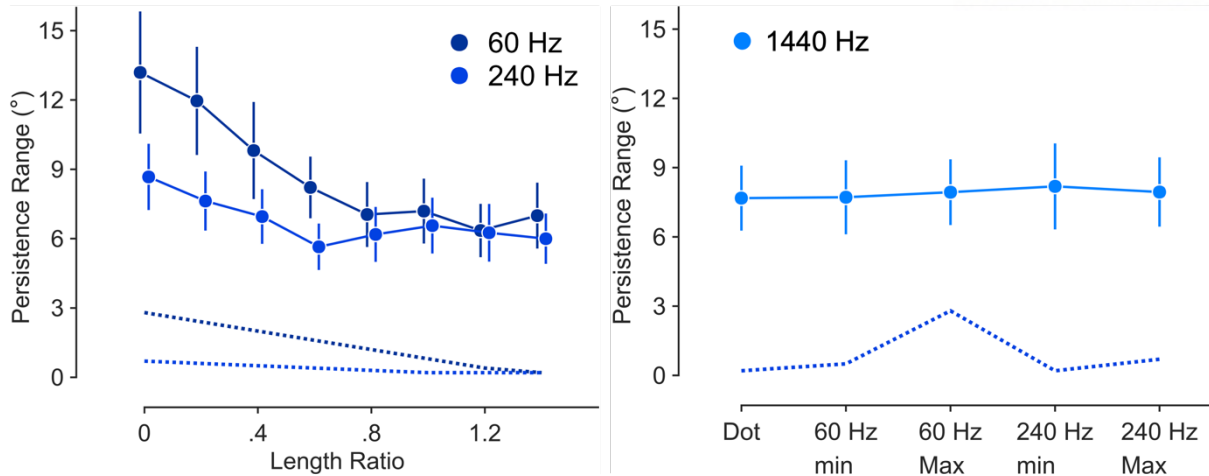 15
12
9
6
3
0
Persistence Range (°)
60 Hz
240 Hz
0 .4 .8 1.2
Length Ratio
15
12
9
6
3
0
Persistence Range (°)
1440 Hz
Dot 60 Hz 60 Hz 240 Hz 240 Hz
min Max min Max